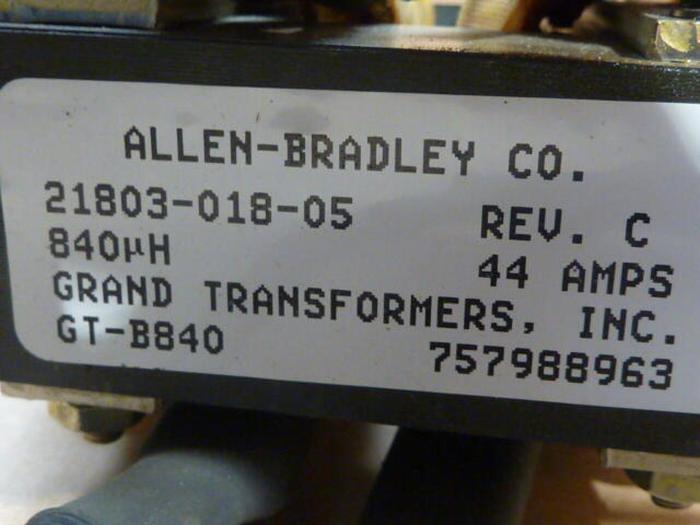 ALLEN-BRADLEY CO.
21803-018-05 REV. C
840µH 44 AMPS
GRAND TRANSFORMERS, INC.
GT-B840 757988963